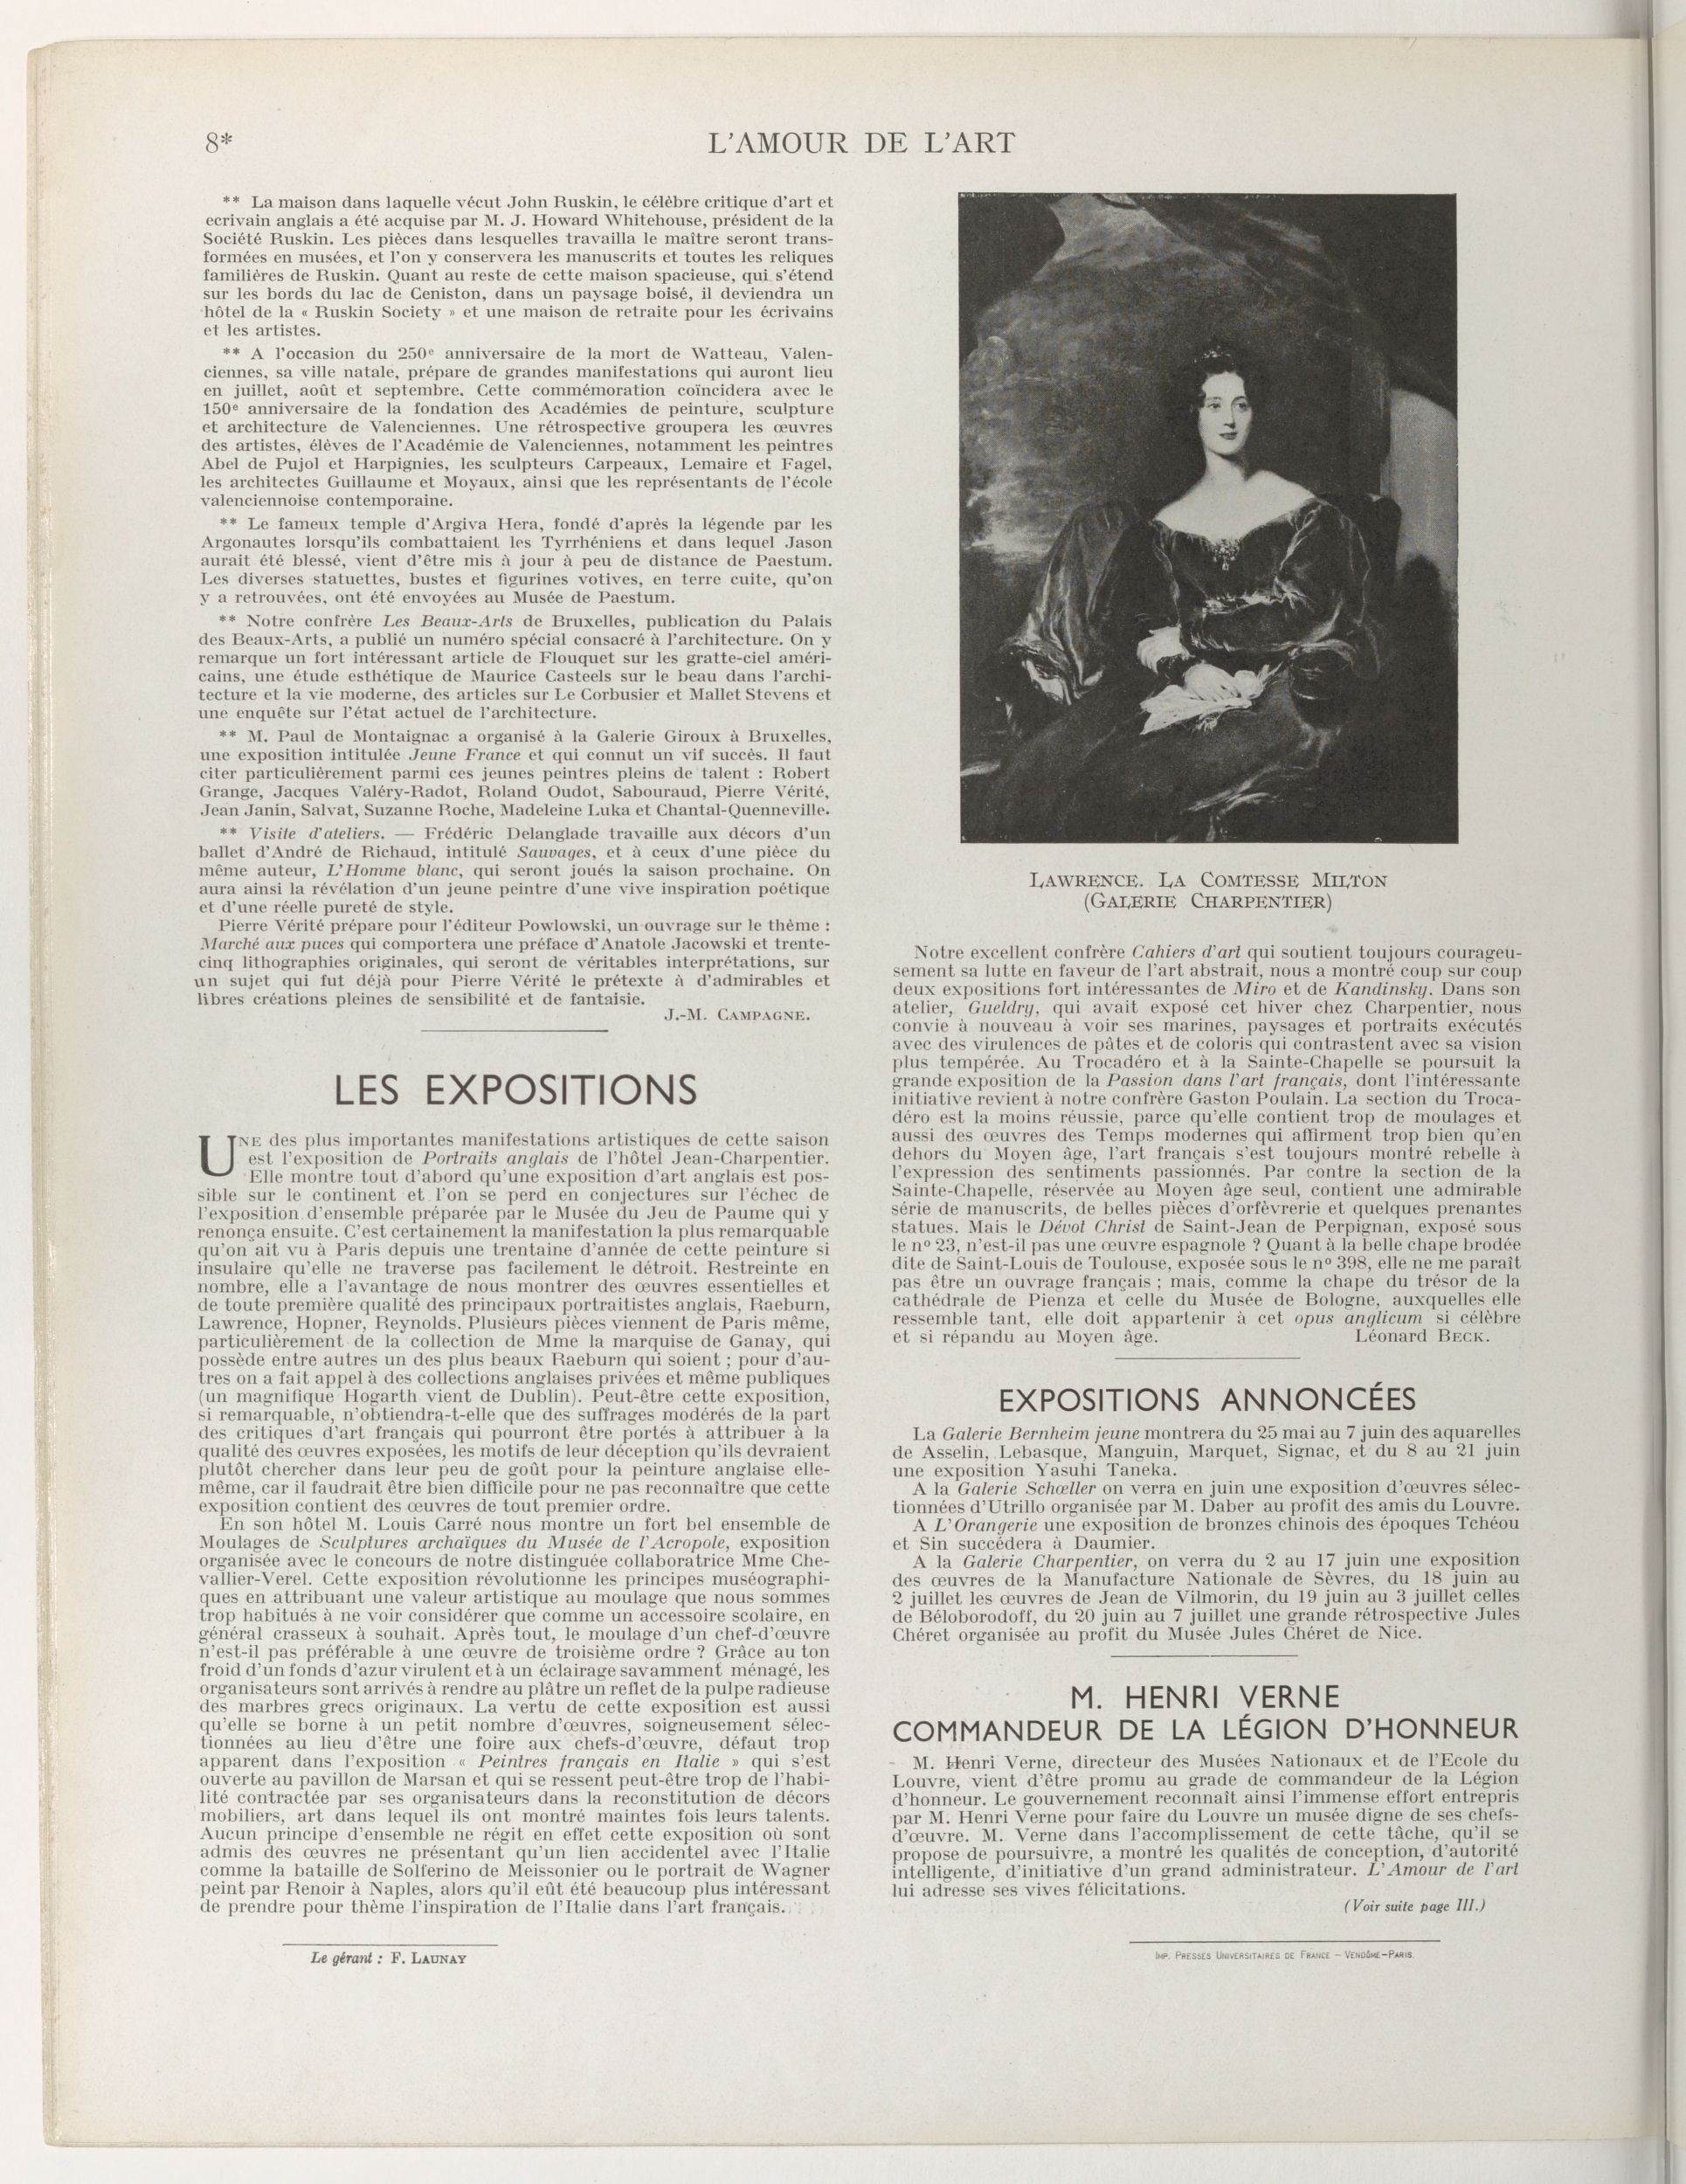 8*
L'AMOUR DE L'ART
** La maison dans laquelle vécut John Ruskin, le célèbre critique d'art et
ecrivain anglais a été acquise par M. J. Howard Whitehouse, président de la
Société Ruskin. Les pièces dans lesquelles travailla le maître seront trans-
formées en musées, et l'on y conservera les manuscrits et toutes les reliques
familières de Ruskin. Quant au reste de cette maison spacieuse, qui s'étend
sur les bords du lac de Ceniston, dans un paysage boisé, il deviendra un
hôtel de la « Ruskin Society » et une maison de retraite pour les écrivains
et les artistes.
** A l'occasion du 250e anniversaire de la mort de Watteau, Valen-
ciennes, sa ville natale, prépare de grandes manifestations qui auront lieu
en juillet, août et septembre. Cette commémoration coïncidera avec le
150e anniversaire de la fondation des Académies de peinture, sculpture
et architecture de Valenciennes. Une rétrospective groupera les œuvres
des artistes, élèves de l'Académie de Valenciennes, notamment les peintres
Abel de Pujol et Harpignies, les sculpteurs Carpeaux, Lemaire et Fagel,
les architectes Guillaume et Moyaux, ainsi que les représentants de l'école
valenciennoise contemporaine.
** Le fameux temple d'Argiva Hera, fondé d'après la légende par les
Argonautes lorsqu'ils combattaient les Tyrrhéniens et dans lequel Jason
aurait été blessé, vient d'être mis à jour à peu de distance de Paestum.
Les diverses statuettes, bustes et figurines votives, en terre cuite, qu'on
y a retrouvées, ont été envoyées au Musée de Paestum.
** Notre confrère Les Beaux-Arts de Bruxelles, publication du Palais
des Beaux-Arts, a publié un numéro spécial consacré à l'architecture. On y
remarque un fort intéressant article de Flouquet sur les gratte-ciel améri-
cains, une étude esthétique de Maurice Casteels sur le beau dans l'archi-
tecture et la vie moderne, des articles sur Le Corbusier et Mallet Stevens et
une enquête sur l'état actuel de l'architecture.
** M. Paul de Montaignac a organisé à la Galerie Giroux à Bruxelles,
une exposition intitulée Jeune France et qui connut un vif succès. Il faut
citer particulièrement parmi ces jeunes peintres pleins de talent : Robert
Grange, Jacques Valéry-Radot, Roland Oudot, Sabouraud, Pierre Vérité,
Jean Janin, Salvat, Suzanne Roche, Madeleine Luka et Chantal-Quenneville.
** Visite d'ateliers. — Frédéric Delanglade travaille aux décors d'un
ballet d'André de Richaud, intitulé Sauvages, et à ceux d'une pièce du
même auteur, L'Homme blanc, qui seront joués la saison prochaine. On
aura ainsi la révélation d'un jeune peintre d'une vive inspiration poétique
et d'une réelle pureté de style.
Pierre Vérité prépare pour l'éditeur Powlowski, un ouvrage sur le thème :
Marché aux puces qui comportera une préface d'Anatole Jacowski et trente-
cinq lithographies originales, qui seront de véritables interprétations, sur
un sujet qui fut déjà pour Pierre Vérité le prétexte à d'admirables et
libres créations pleines de sensibilité et de fantaisie.
J.-M. CAMPAGNE.
LES EXPOSITIONS
UNE des plus importantes manifestations artistiques de cette saison
est l'exposition de Portraits anglais de l'hôtel Jean-Charpentier.
Elle montre tout d'abord qu'une exposition d'art anglais est pos-
sible sur le continent et l'on se perd en conjectures sur l'échec de
l'exposition d'ensemble préparée par le Musée du Jeu de Paume qui y
renonça ensuite. C'est certainement la manifestation la plus remarquable
qu'on ait vu à Paris depuis une trentaine d'année de cette peinture si
insulaire qu'elle ne traverse pas facilement le détroit. Restreinte en
nombre, elle a l'avantage de nous montrer des œuvres essentielles et
de toute première qualité des principaux portraitistes anglais, Raeburn,
Lawrence, Hopner, Reynolds. Plusieurs pièces viennent de Paris même,
particulièrement de la collection de Mme la marquise de Ganay, qui
possède entre autres un des plus beaux Raeburn qui soient ; pour d'au-
tres on a fait appel à des collections anglaises privées et même publiques
(un magnifique Hogarth vient de Dublin). Peut-être cette exposition,
si remarquable, n'obtiendra-t-elle que des suffrages modérés de la part
des critiques d'art français qui pourront être portés à attribuer à la
qualité des œuvres exposées, les motifs de leur déception qu'ils devraient
plutôt chercher dans leur peu de goût pour la peinture anglaise elle-
même, car il faudrait être bien difficile pour ne pas reconnaître que cette
exposition contient des œuvres de tout premier ordre.
En son hôtel M. Louis Carré nous montre un fort bel ensemble de
Moulages de Sculptures archaïques du Musée de l'Acropole, exposition
organisée avec le concours de notre distinguée collaboratrice Mme Che-
vallier-Verel. Cette exposition révolutionne les principes muséographi-
ques en attribuant une valeur artistique au moulage que nous sommes
trop habitués à ne voir considérer que comme un accessoire scolaire, en
général crasseux à souhait. Après tout, le moulage d'un chef-d'œuvre
n'est-il pas préférable à une œuvre de troisième ordre ? Grâce au ton
froid d'un fonds d'azur virulent et à un éclairage savamment ménagé, les
organisateurs sont arrivés à rendre au plâtre un reflet de la pulpe radieuse
des marbres grecs originaux. La vertu de cette exposition est aussi
qu'elle se borne à un petit nombre d'œuvres, soigneusement sélec-
tionnées au lieu d'être une foire aux chefs-d'œuvre, défaut trop
apparent dans l'exposition « Peintres français en Italie » qui s'est
ouverte au pavillon de Marsan et qui se ressent peut-être trop de l'habi-
lité contractée par ses organisateurs dans la reconstitution de décors
mobiliers, art dans lequel ils ont montré maintes fois leurs talents.
Aucun principe d'ensemble ne régit en effet cette exposition où sont
admis des œuvres ne présentant qu'un lien accidentel avec l'Italie
comme la bataille de Solferino de Meissonier ou le portrait de Wagner
peint par Renoir à Naples, alors qu'il eût été beaucoup plus intéressant
de prendre pour thème l'inspiration de l'Italie dans l'art français.
Le gérant : F. LAUNAY
LAWRENCE. LA COMTESSE MILTON
(GALERIE CHARPENTIER)
Notre excellent confrère Cahiers d'art qui soutient toujours courageu-
sement sa lutte en faveur de l'art abstrait, nous a montré coup sur coup
deux expositions fort intéressantes de Miro et de Kandinsky. Dans son
atelier, Gueldry, qui avait exposé cet hiver chez Charpentier, nous
convie à nouveau à voir ses marines, paysages et portraits exécutés
avec des virulences de pâtes et de coloris qui contrastent avec sa vision
plus tempérée. Au Trocadéro et à la Sainte-Chapelle se poursuit la
grande exposition de la Passion dans l'art français, dont l'intéressante
initiative revient à notre confrère Gaston Poulain. La section du Troca-
déro est la moins réussie, parce qu'elle contient trop de moulages et
aussi des œuvres des Temps modernes qui affirment trop bien qu'en
dehors du Moyen âge, l'art français s'est toujours montré rebelle à
l'expression des sentiments passionnés. Par contre la section de la
Sainte-Chapelle, réservée au Moyen âge seul, contient une admirable
série de manuscrits, de belles pièces d'orfèvrerie et quelques prenantes
statues. Mais le Dévot Christ de Saint-Jean de Perpignan, exposé sous
le nº 23, n'est-il pas une œuvre espagnole ? Quant à la belle chape brodée
dite de Saint-Louis de Toulouse, exposée sous le nº 398, elle ne me paraît
pas être un ouvrage français ; mais, comme la chape du trésor de la
cathédrale de Pienza et celle du Musée de Bologne, auxquelles elle
ressemble tant, elle doit appartenir à cet opus anglicum si célèbre
et si répandu au Moyen âge. Léonard BECK.
EXPOSITIONS ANNONCÉES
La Galerie Bernheim jeune montrera du 25 mai au 7 juin des aquarelles
de Asselin, Lebasque, Manguin, Marquet, Signac, et du 8 au 21 juin
une exposition Yasuhi Taneka.
A la Galerie Schœller on verra en juin une exposition d'œuvres sélec-
tionnées d'Utrillo organisée par M. Daber au profit des amis du Louvre.
A L'Orangerie une exposition de bronzes chinois des époques Tchéou
et Sin succédera à Daumier.
A la Galerie Charpentier, on verra du 2 au 17 juin une exposition
des œuvres de la Manufacture Nationale de Sèvres, du 18 juin au
2 juillet les œuvres de Jean de Vilmorin, du 19 juin au 3 juillet celles
de Béloborodoff, du 20 juin au 7 juillet une grande rétrospective Jules
Chéret organisée au profit du Musée Jules Chéret de Nice.
M. HENRI VERNE
COMMANDEUR DE LA LÉGION D'HONNEUR
M. Henri Verne, directeur des Musées Nationaux et de l'Ecole du
Louvre, vient d'être promu au grade de commandeur de la Légion
d'honneur. Le gouvernement reconnaît ainsi l'immense effort entrepris
par M. Henri Verne pour faire du Louvre un musée digne de ses chefs-
d'œuvre. M. Verne dans l'accomplissement de cette tâche, qu'il se
propose de poursuivre, a montré les qualités de conception, d'autorité
intelligente, d'initiative d'un grand administrateur. L'Amour de l'art
lui adresse ses vives félicitations.
(Voir suite page III.)
IMP. PRESSES UNIVERSITAIRES DE FRANCE – VENDÔME–PARIS.